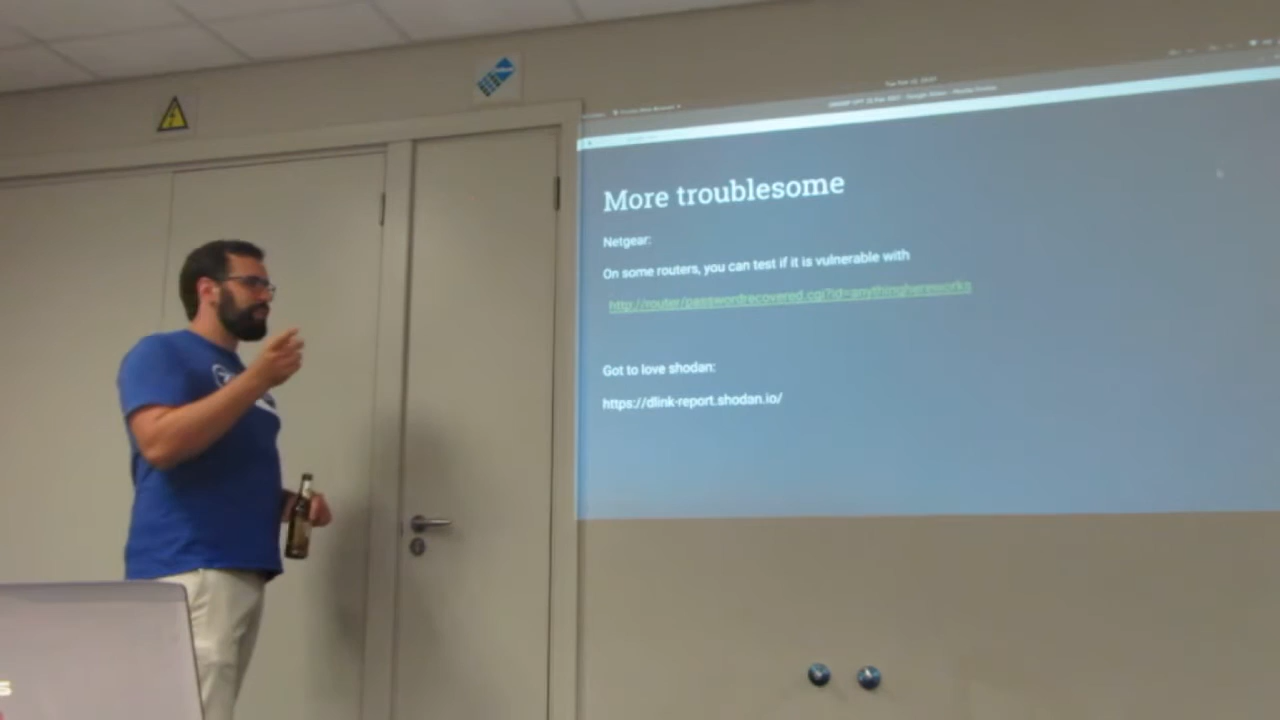 More troublesome
Netgear:
On some routers, you can test if it is vulnerable with
http://router/passwordrecovered.cgi?id=anythinghereworks
Got to love shodan:
https://dlink-report.shodan.io/